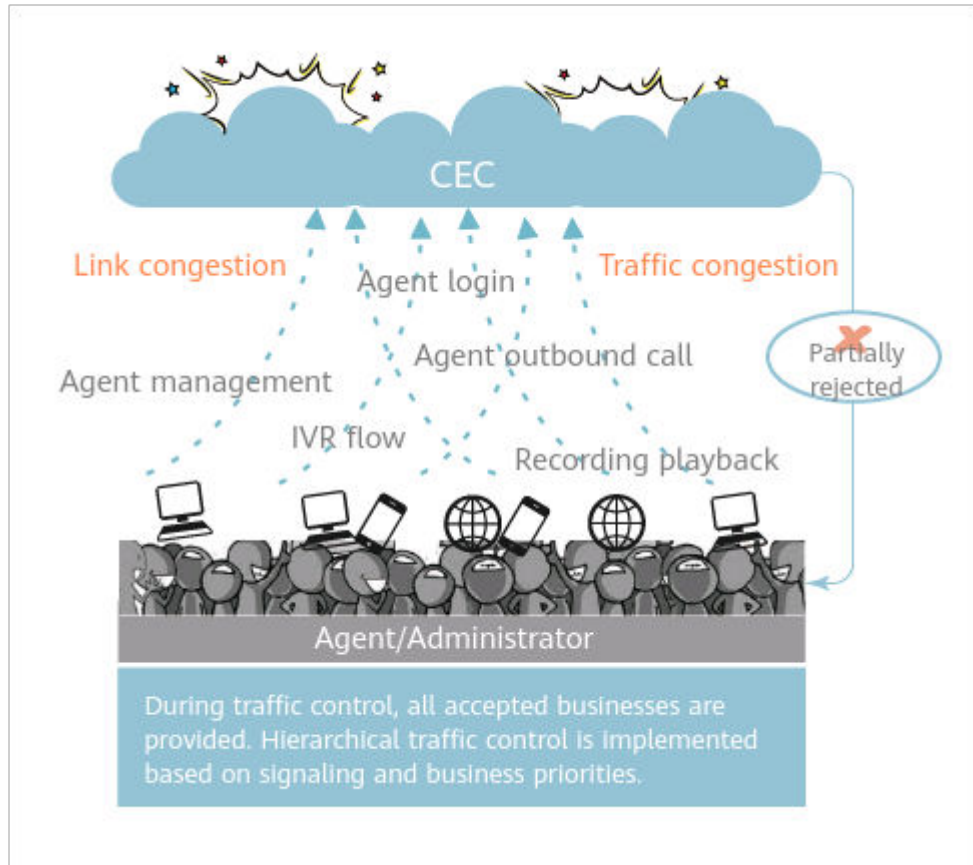 CEC
Link congestion
Traffic congestion
Agent login
Agent outbound call
Partially
rejected
Agent management
IVR flow
Recording playback
Agent/Administrator
During traffic control, all accepted businesses are
provided. Hierarchical traffic control is implemented
based on signaling and business priorities.